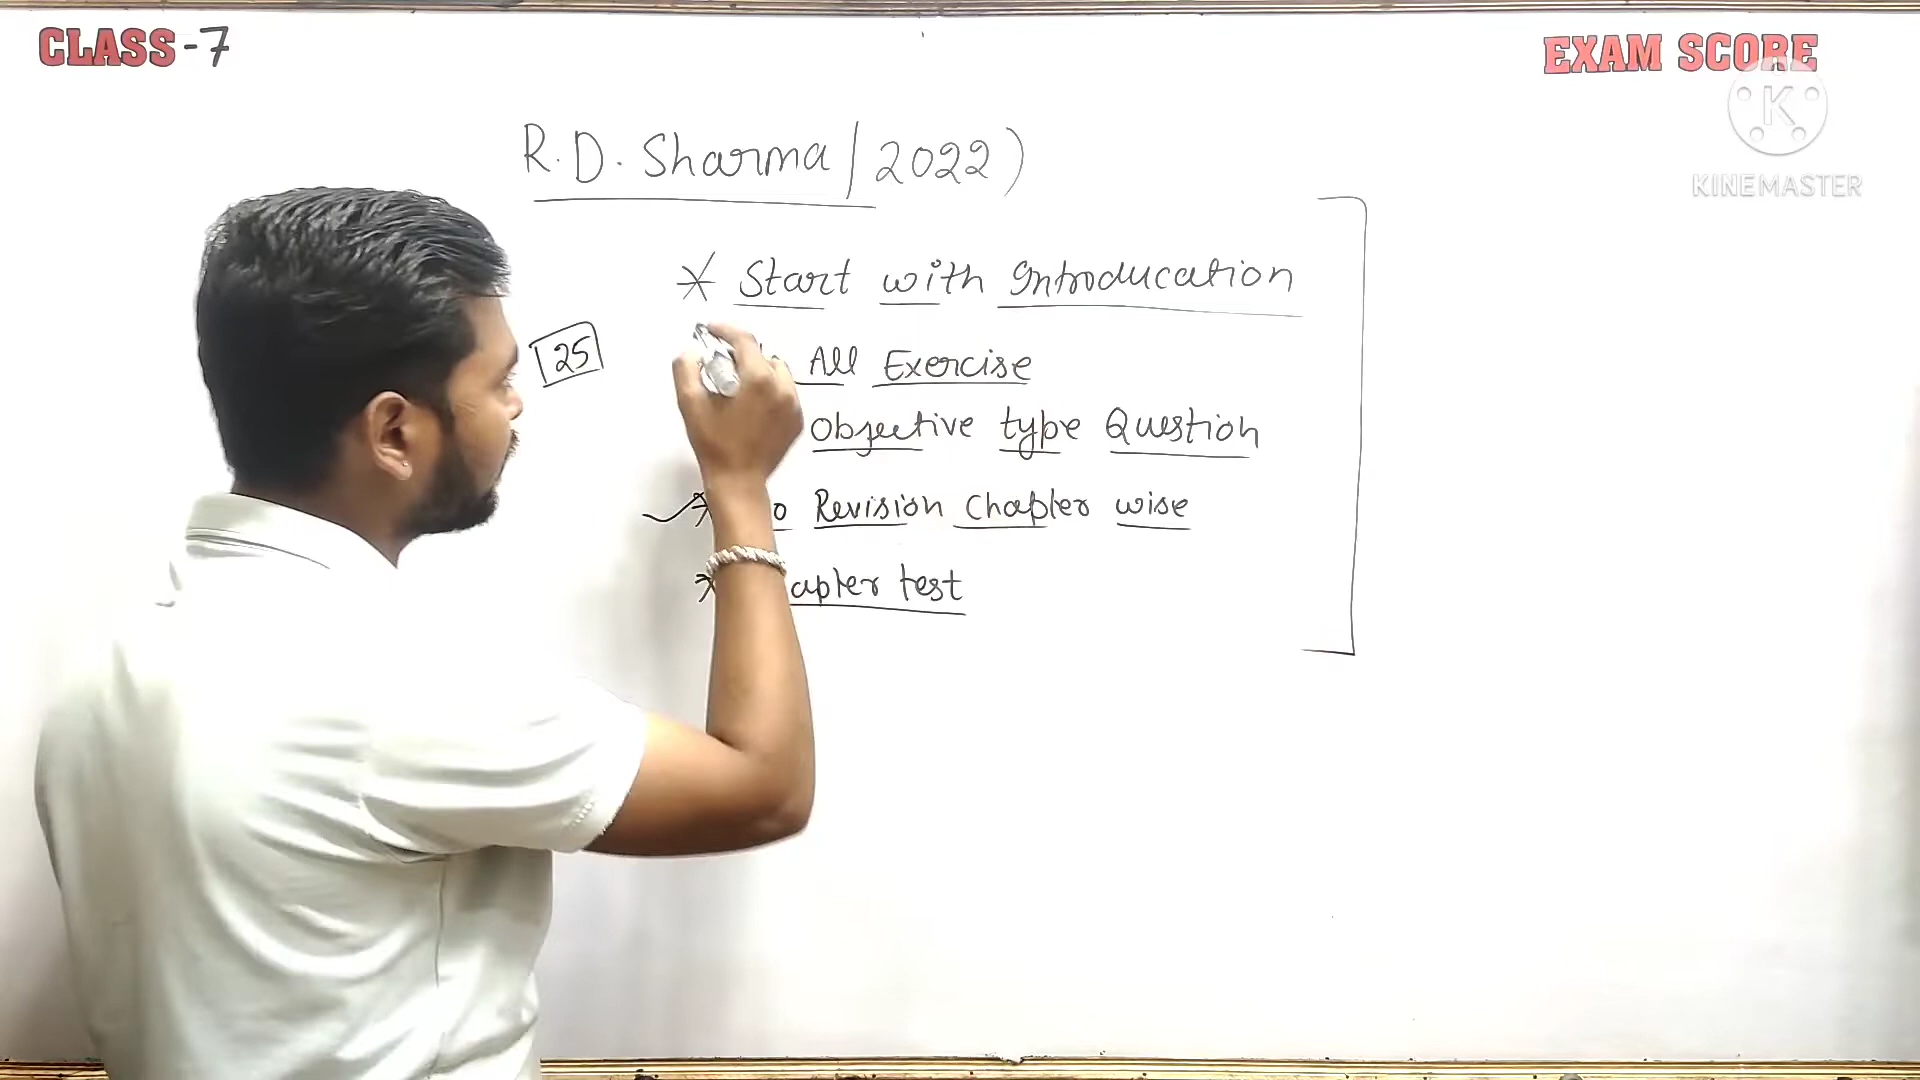 CLASS-7
EXAM SCORE
KINEMASTER
R.D. Sharma (2022)
* Start with Introducation
25
All Exercise
Objective type Question
Revision Chapter wise
test